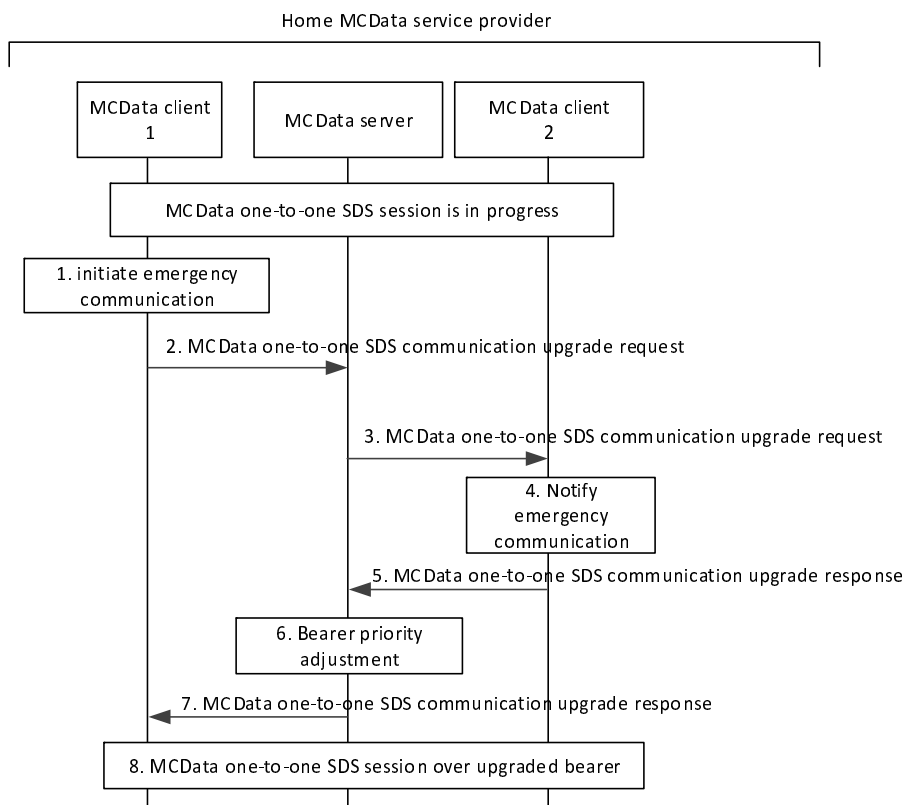 Home MCData service provider
MCData client
1
MCData server
MCData client
2
MCData one-to-one SDS session is in progress
1. initiate emergency
communication
2. MCData one-to-one SDS communication upgrade request
3. MCData one-to-one SDS communication upgrade request
4. Notify
emergency
communication
5. MCData one-to-one SDS communication upgrade response
6. Bearer priority
adjustment
7. MCData one-to-one SDS communication upgrade response
8. MCData one-to-one SDS session over upgraded bearer